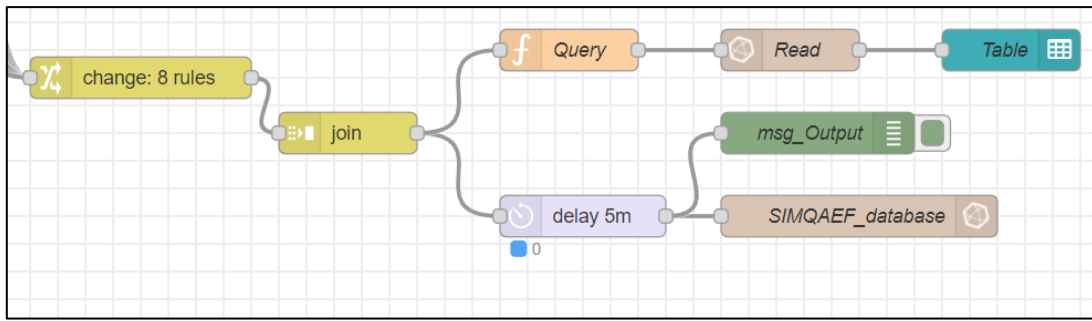 Query
Read
Table
change: 8 rules
join
msg_Output
delay 5m
SIMQAEF_database
0